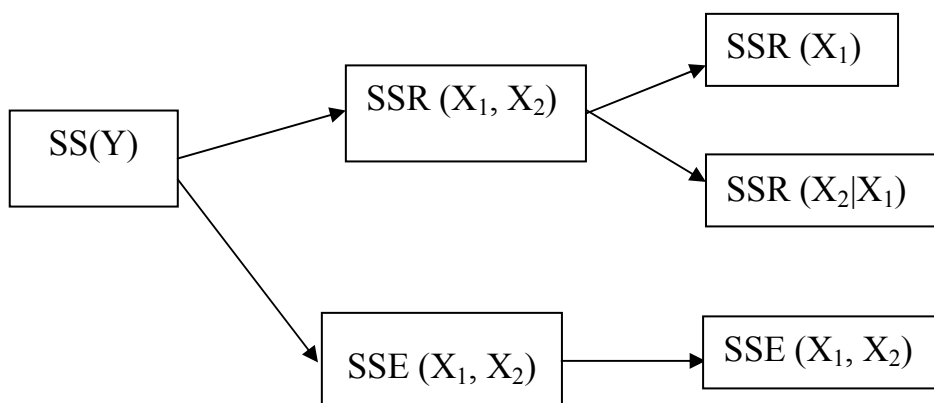 SS(Y)
SSR (X₁, X₂)
SSR (X₁)
SSR (X₂|X₁)
SSE (X₁, X₂)
SSE (X₁, X₂)